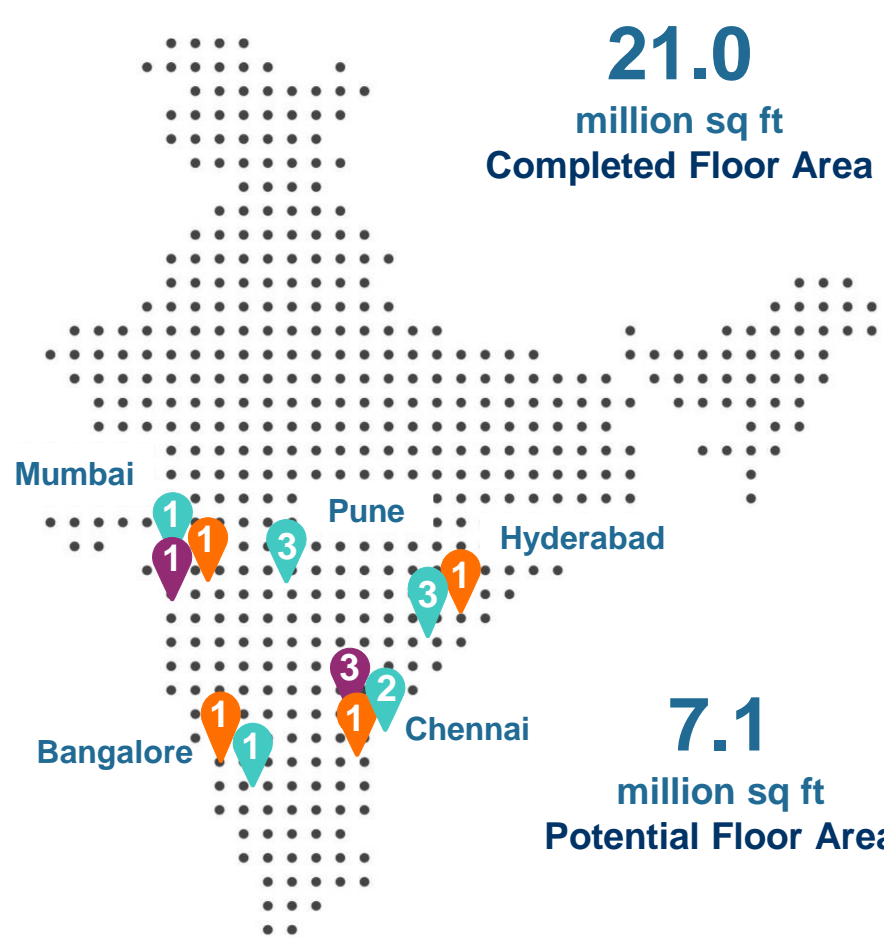 21.0
million sq ft
Completed Floor Area
Mumbai
1
1
1
Pune
3
Hyderabad
3
1
3
2
1
Chennai
1
1
Bangalore
7.1
million sq ft
Potential Floor Area